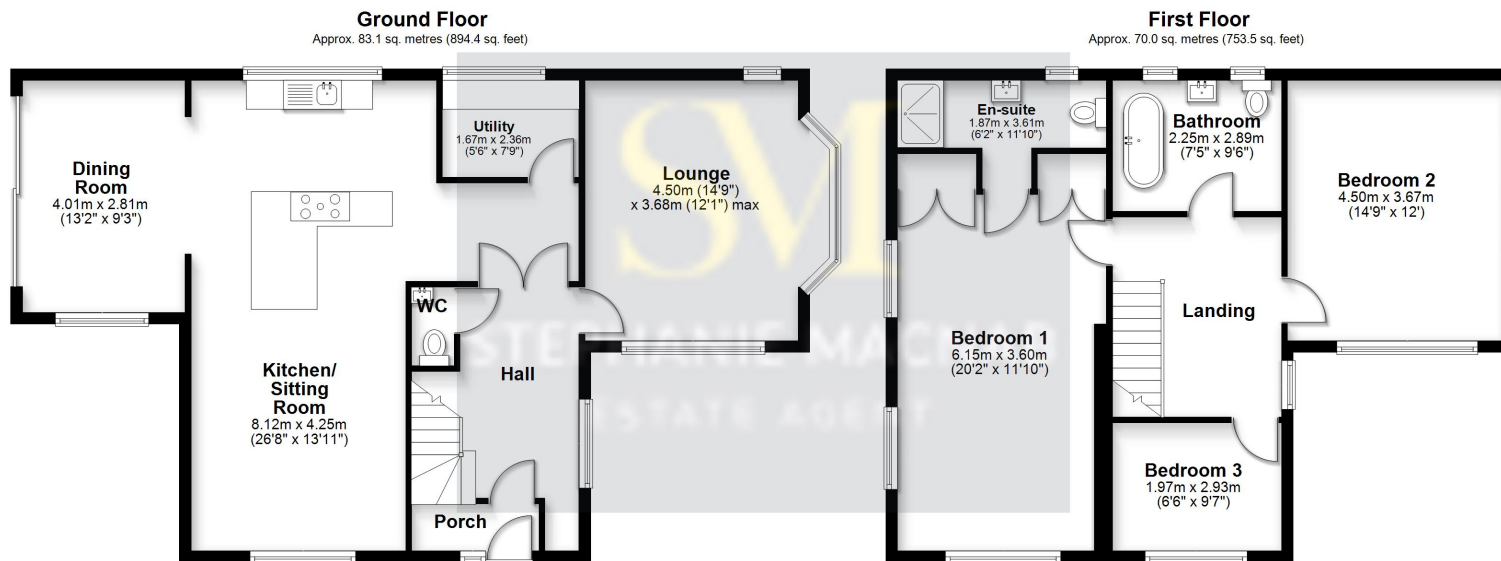 Ground Floor
Approx. 83.1 sq. metres (894.4 sq. feet)
Dining
Room
4.01m x 2.81m
(13'2" x 9'3")
Utility
1.67m x 2.36m
(5'6" x 7'9")
Lounge
4.50m (14'9")
x 3.68m (12'1") max
WC
Kitchen/
Sitting
Room
8.12m x 4.25m
(26'8" x 13'11")
Hall
Porch
First Floor
Approx. 70.0 sq. metres (753.5 sq. feet)
En-suite
1.87m x 3.61m
(6'2" x 11'10")
Bathroom
2.25m x 2.89m
(7'5" x 9'6")
Bedroom 2
4.50m x 3.67m
(14'9" x 12')
Landing
Bedroom 1
6.15m x 3.60m
(20'2" x 11'10")
Bedroom 3
1.97m x 2.93m
(6'6" x 9'7")
SM
STEPHANIE
ESTATE AGENT